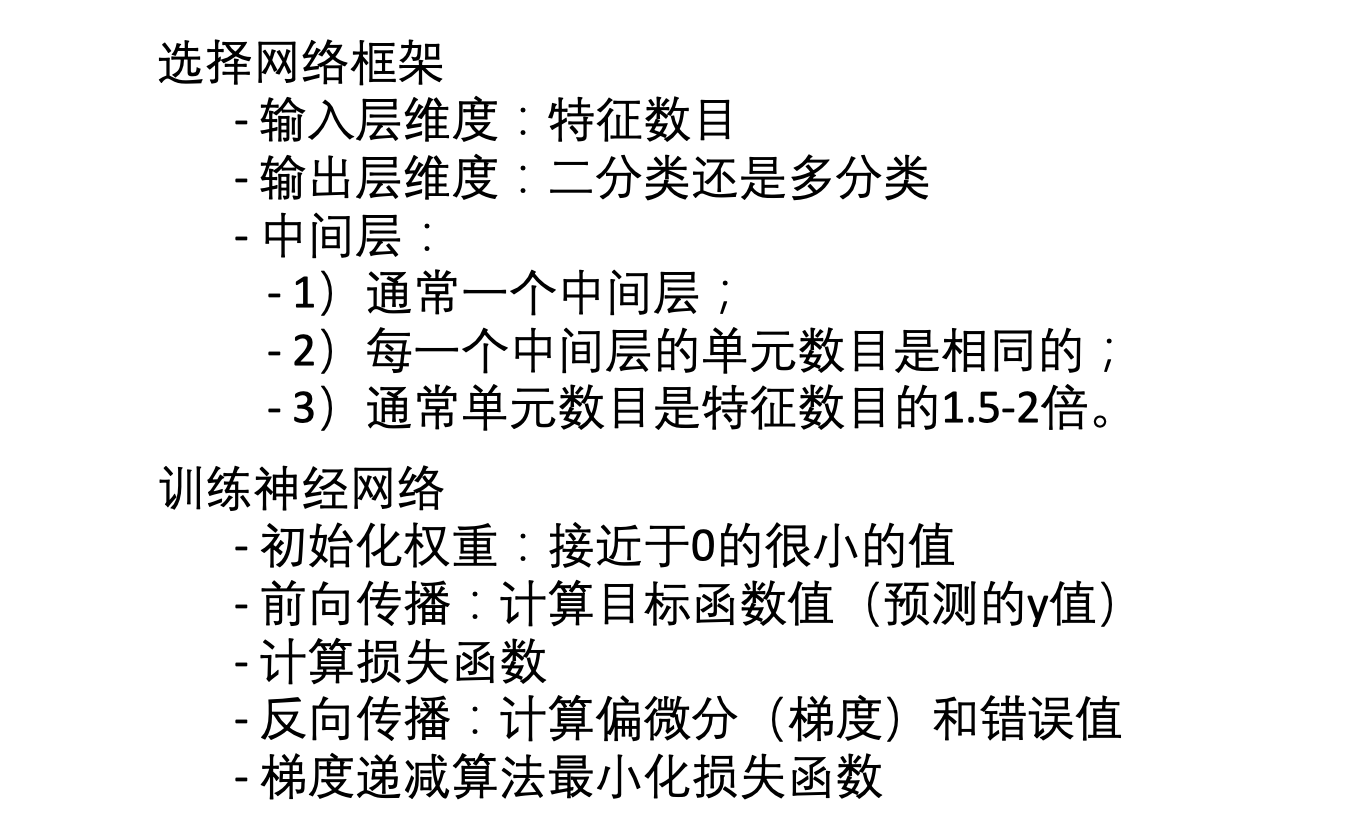 选择网络框架
- 输入层维度：特征数目
- 输出层维度：二分类还是多分类
- 中间层：
- 1）通常一个中间层；
- 2）每一个中间层的单元数目是相同的；
- 3）通常单元数目是特征数目的1.5-2倍。
训练神经网络
- 初始化权重：接近于0的很小的值
- 前向传播：计算目标函数值（预测的y值）
- 计算损失函数
- 反向传播：计算偏微分（梯度）和错误值
- 梯度递减算法最小化损失函数